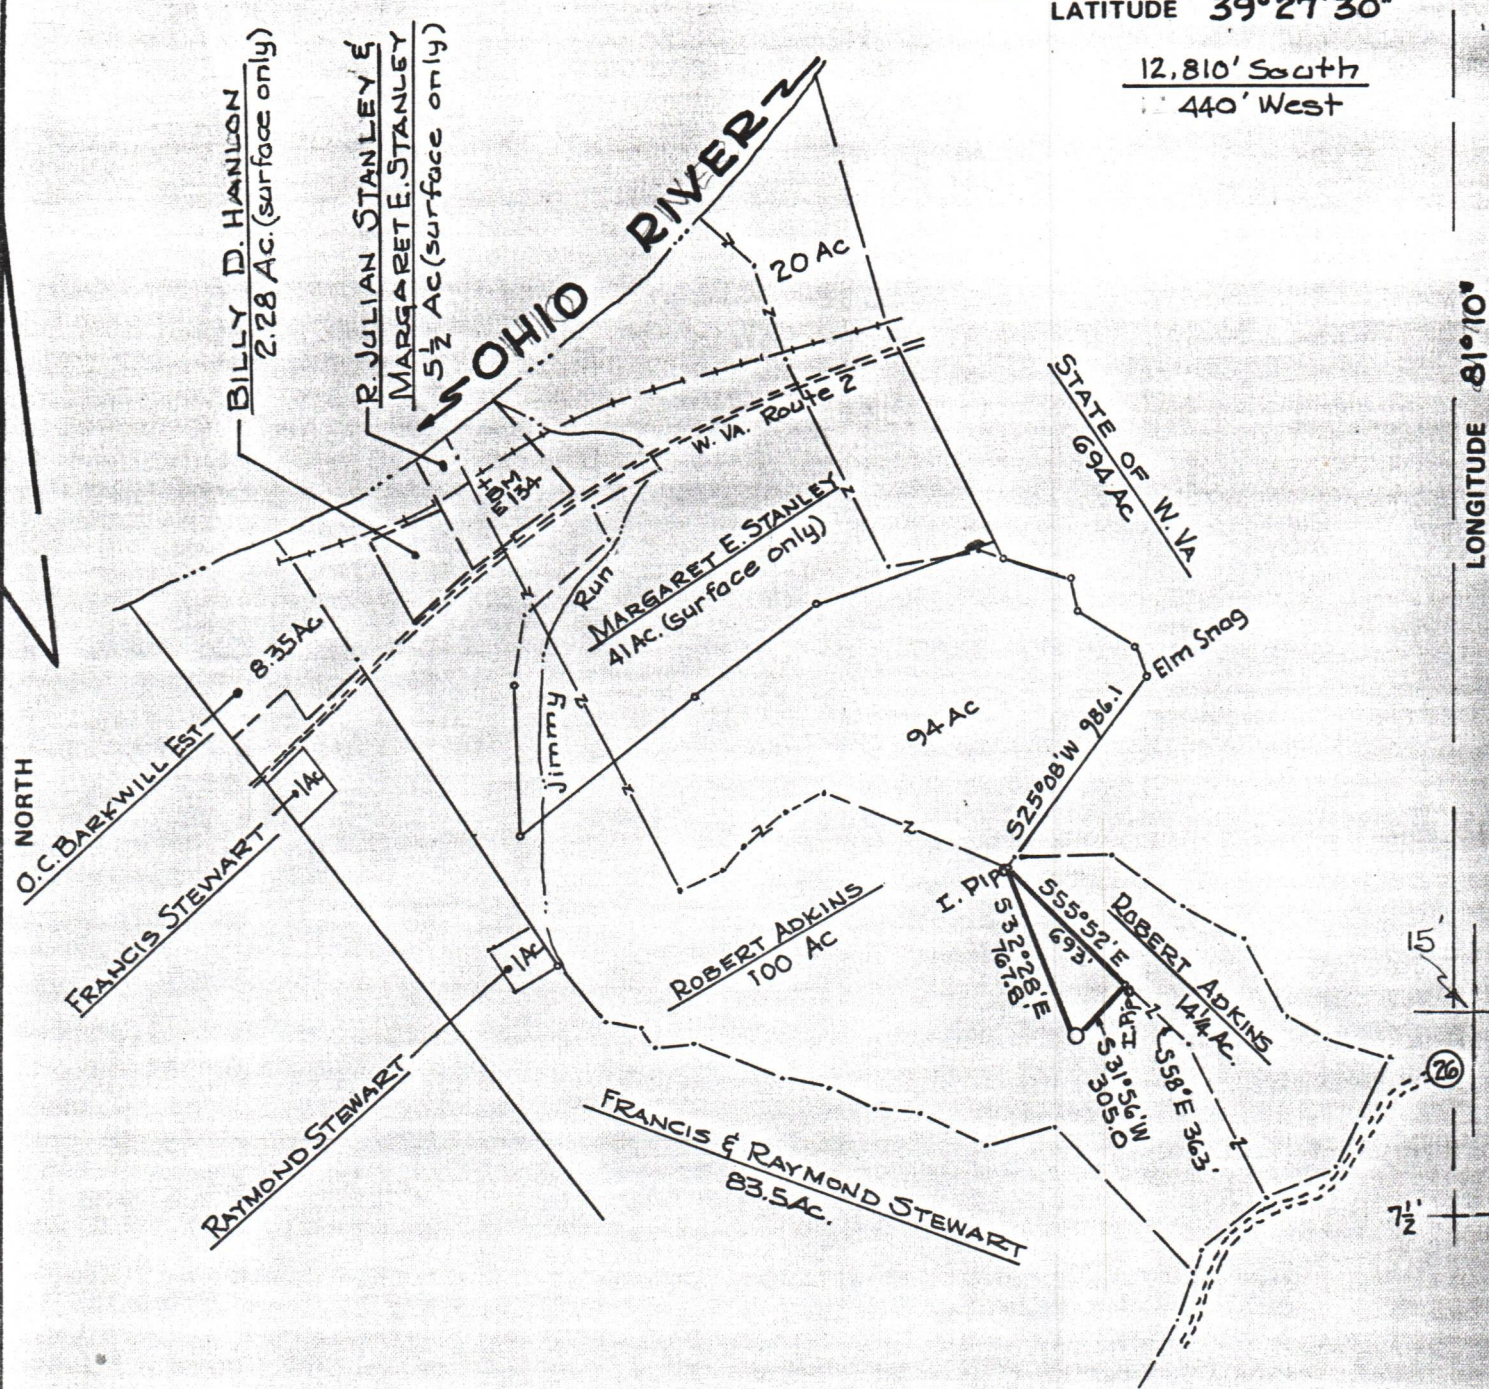 LATITUDE 39°27'30"
12,810' South
440' West
BILLY D. HANLON
2.28 Ac. (surface only)
R. JULIAN STANLEY &
MARGARET E. STANLEY
5½ Ac (surface only)
OHIO RIVER
20 Ac
W. VA. Route 2
STATE OF W. VA
694 AC
LONGITUDE 81°10"
MARGARET E. STANLEY
41 AC. (surface only)
Jimmy Run
Elm Snag
8.35 Ac
O.C. BARKWILL EST
NORTH
1 Ac
FRANCIS STEWART
94 AC
S25°08'W 986.1
I. Pip
S55°52'E
693'
S32°28'E
767.8'
ROBERT ADKINS
14¼ AC.
ROBERT ADKINS
100 Ac
1 Ac
RAYMOND STEWART
I.Pip
S31°56'W
305.0
S58°E 363'
FRANCIS & RAYMOND STEWART
83.5 Ac.
15'
26
7½'